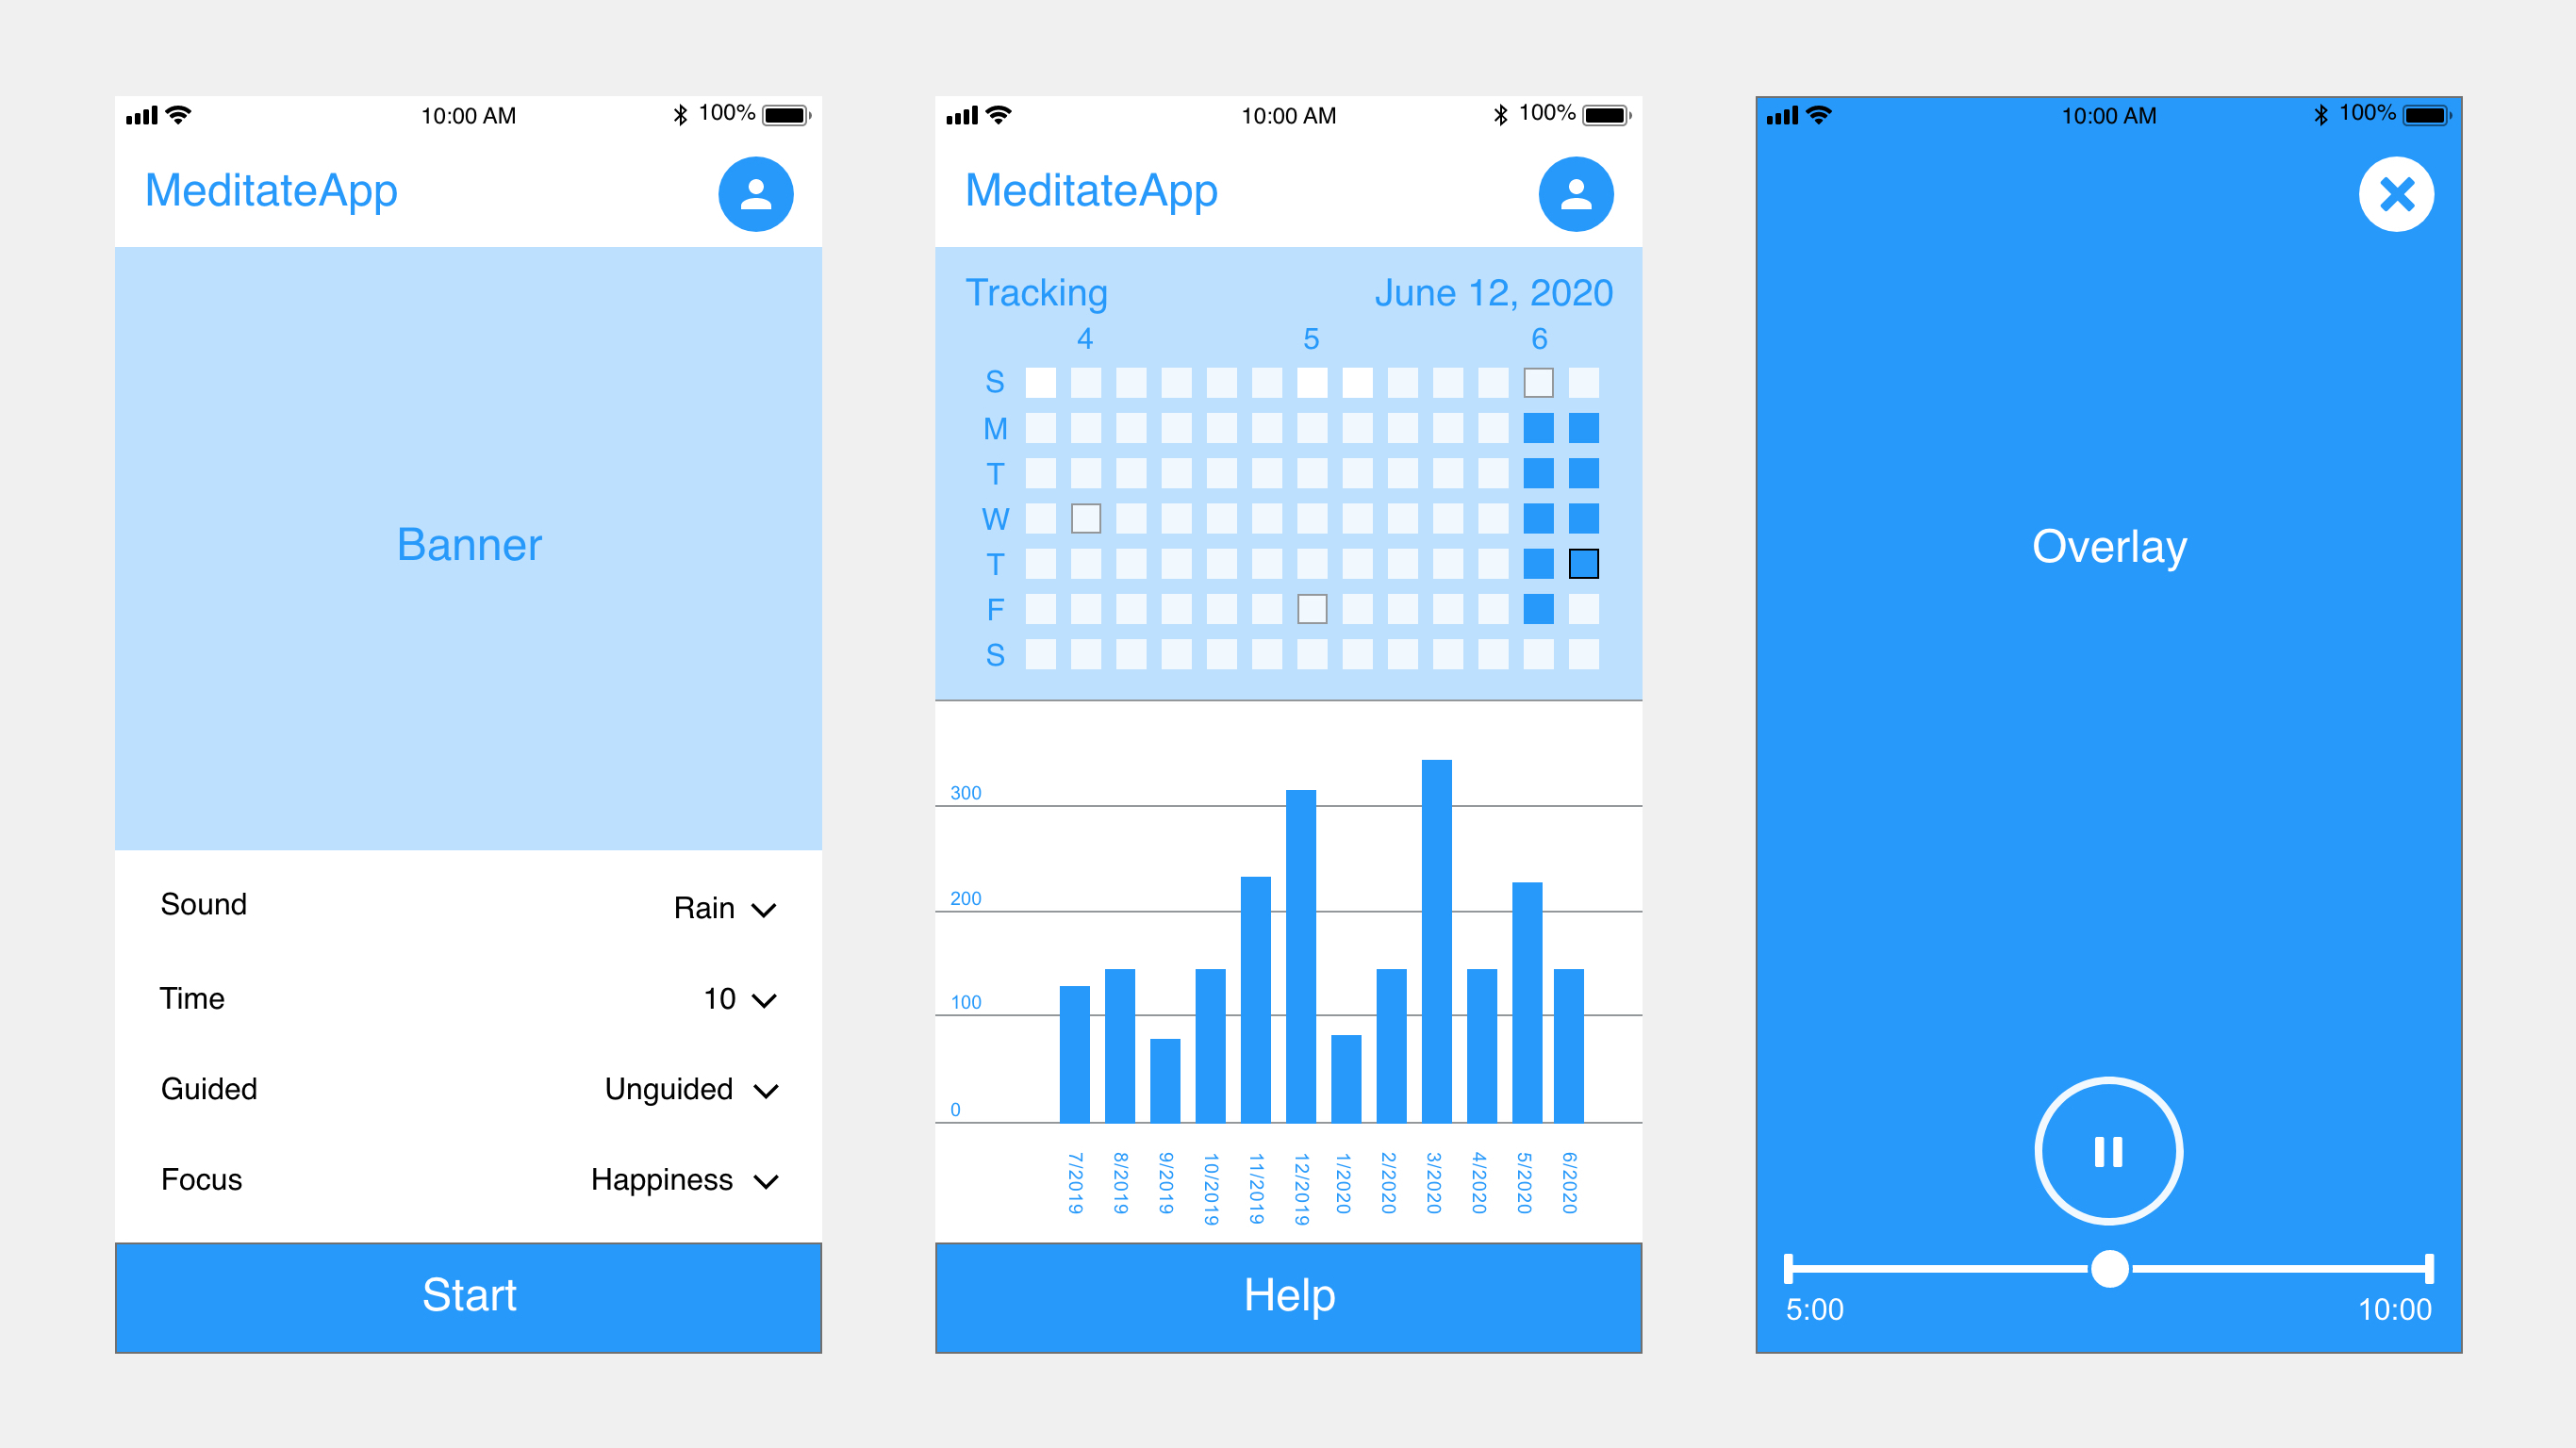 10:00 AM 100%
MeditateApp
Banner
Sound Rain
Time 10
Guided Unguided
Focus Happiness
Start
10:00 AM 100%
MeditateApp
Tracking June 12, 2020
4 5 6
S
M
T
W
T
F
S
300
200
100
0
7/2019 8/2019 9/2019 10/2019 11/2019 12/2019 1/2020 2/2020 3/2020 4/2020 5/2020 6/2020
Help
10:00 AM 100%
Overlay
5:00 10:00